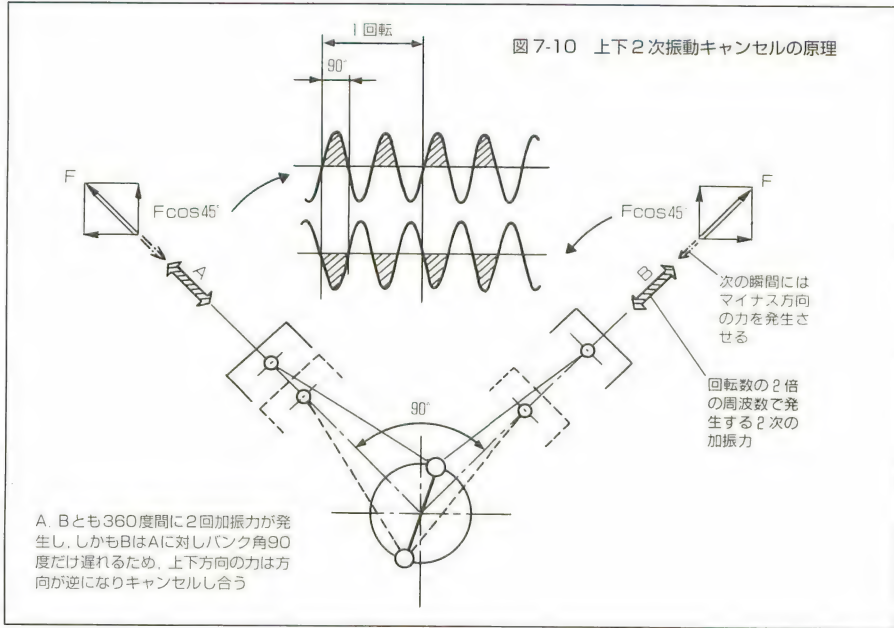 図7-10 上下2次振動キャンセルの原理
1回転
90°
F
Fcos45°
A
Fcos45°
F
B
次の瞬間には
マイナス方向
の力を発生さ
せる
回転数の2倍
の周波数で発
生する2次の
加振力
90°
A. Bとも360度間に2回加振力が発
生し、しかもBはAに対しバンク角90
度だけ遅れるため、上下方向の力は方
向が逆になりキャンセルし合う